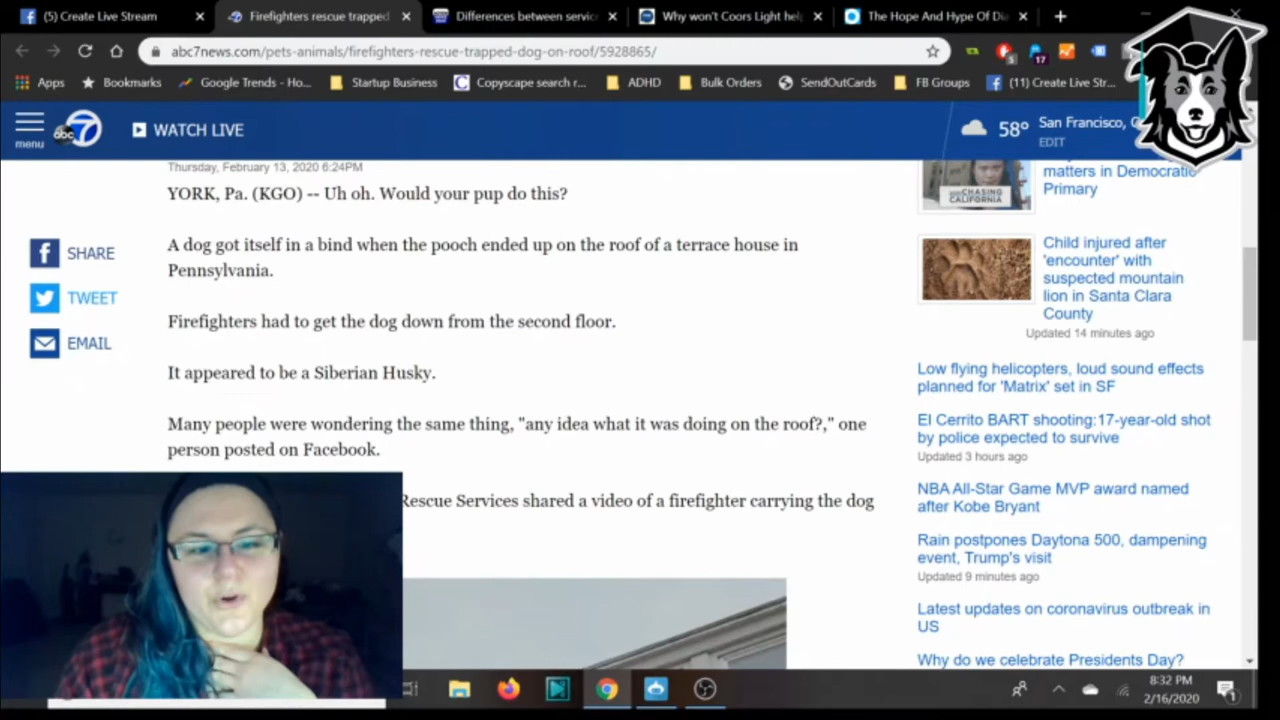 (5) Create Live Stream
Firefighters rescue trapped
Differences between servic
Why won't Coors Light hel
The Hope And Hype Of Di
abc7news.com/pets-animals/firefighters-rescue-trapped-dog-on-roof/5928865/
5
17
Apps
Bookmarks
Google Trends - Ho...
Startup Business
Copyscape search r...
ADHD
Bulk Orders
SendOutCards
FB Groups
(11) Create Live Str...
menu
abc 7
WATCH LIVE
58°
San Francisco, C
EDIT
Thursday, February 13, 2020 6:24PM
YORK, Pa. (KGO) -- Uh oh. Would your pup do this?
A dog got itself in a bind when the pooch ended up on the roof of a terrace house in
Pennsylvania.
Firefighters had to get the dog down from the second floor.
It appeared to be a Siberian Husky.
Many people were wondering the same thing, "any idea what it was doing on the roof?," one
person posted on Facebook.
Rescue Services shared a video of a firefighter carrying the dog
SHARE
TWEET
EMAIL
CHASING
CALIFORNIA
matters in Democratic
Primary
Child injured after
'encounter' with
suspected mountain
lion in Santa Clara
County
Updated 14 minutes ago
Low flying helicopters, loud sound effects
planned for 'Matrix' set in SF
El Cerrito BART shooting:17-year-old shot
by police expected to survive
Updated 3 hours ago
NBA All-Star Game MVP award named
after Kobe Bryant
Rain postpones Daytona 500, dampening
event, Trump's visit
Updated 9 minutes ago
Latest updates on coronavirus outbreak in
US
Why do we celebrate Presidents Day?
8:32 PM
2/16/2020
1